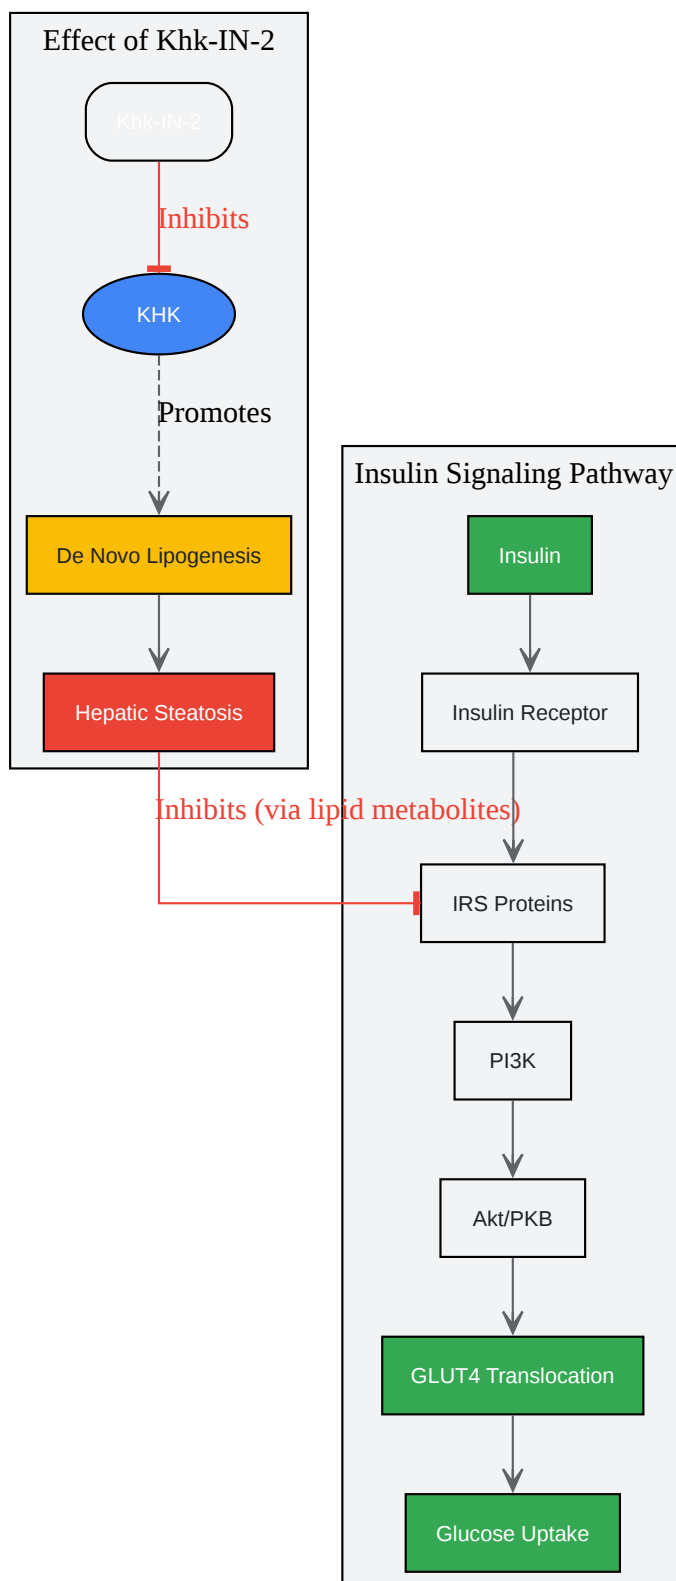 Effect of Khk-IN-2
Khk-IN-2
Inhibits
KHK
Promotes
De Novo Lipogenesis
Hepatic Steatosis
Inhibits (via lipid metabolites)
Insulin Signaling Pathway
Insulin
Insulin Receptor
IRS Proteins
PI3K
Akt/PKB
GLUT4 Translocation
Glucose Uptake